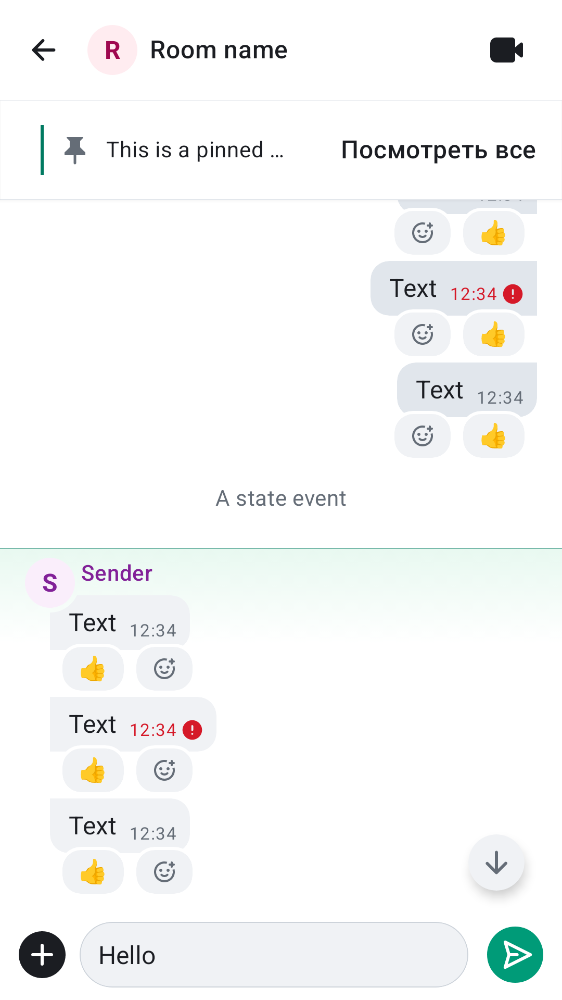 R Room name
This is a pinned … Посмотреть все
Text 12:34
Text 12:34
A state event
S Sender
Text 12:34
Text 12:34
Text 12:34
Hello